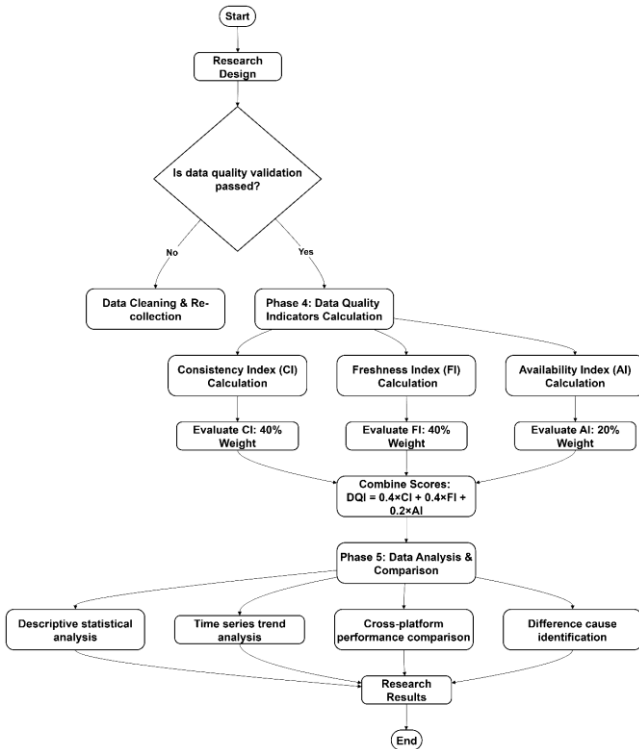 Start
Research
Design
Is data quality validation
passed?
No
Yes
Data Cleaning & Re-
collection
Phase 4: Data Quality
Indicators Calculation
Consistency Index (CI)
Calculation
Freshness Index (FI)
Calculation
Availability Index (AI)
Calculation
Evaluate CI: 40%
Weight
Evaluate FI: 40%
Weight
Evaluate AI: 20%
Weight
Combine Scores:
DQI = 0.4×CI + 0.4×FI +
0.2×AI
Phase 5: Data Analysis &
Comparison
Descriptive statistical
analysis
Time series trend
analysis
Cross-platform
performance comparison
Difference cause
identification
Research
Results
End